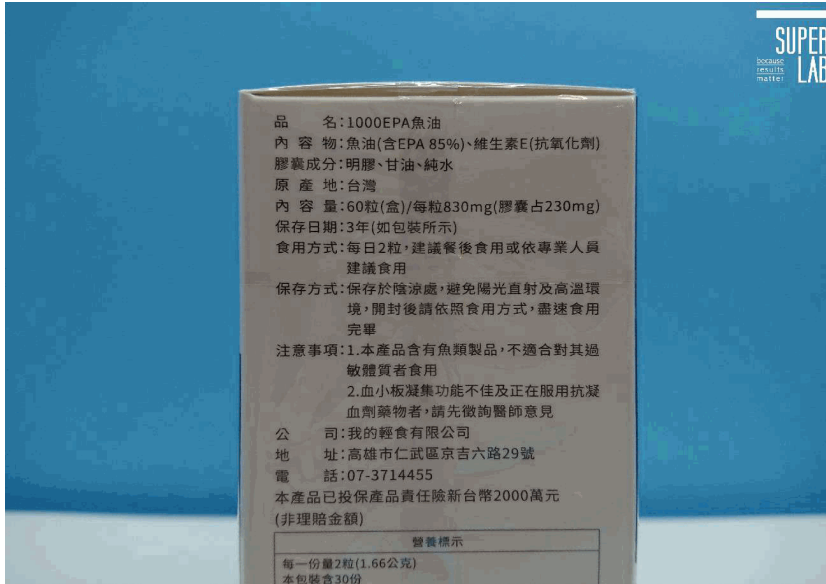 SUPER
LAB
because
results
matter
品名:1000EPA魚油
內容物:魚油(含EPA 85%)、維生素E(抗氧化劑)
膠囊成分:明膠、甘油、純水
原產地:台灣
內容量:60粒(盒)/每粒830mg(膠囊占230mg)
保存日期:3年(如包裝所示)
食用方式:每日2粒,建議餐後食用或依專業人員
建議食用
保存方式:保存於陰涼處,避免陽光直射及高溫環
境,開封後請依照食用方式,盡速食用
完畢
注意事項:1.本產品含有魚類製品,不適合對其過
敏體質者食用
2.血小板凝集功能不佳及正在服用抗凝
血劑藥物者,請先徵詢醫師意見
公司:我的輕食有限公司
地址:高雄市仁武區京吉六路29號
電話:07-3714455
本產品已投保產品責任險新台幣2000萬元
(非理賠金額)
營養標示
每一份量2粒(1.66公克)
本包裝含30份